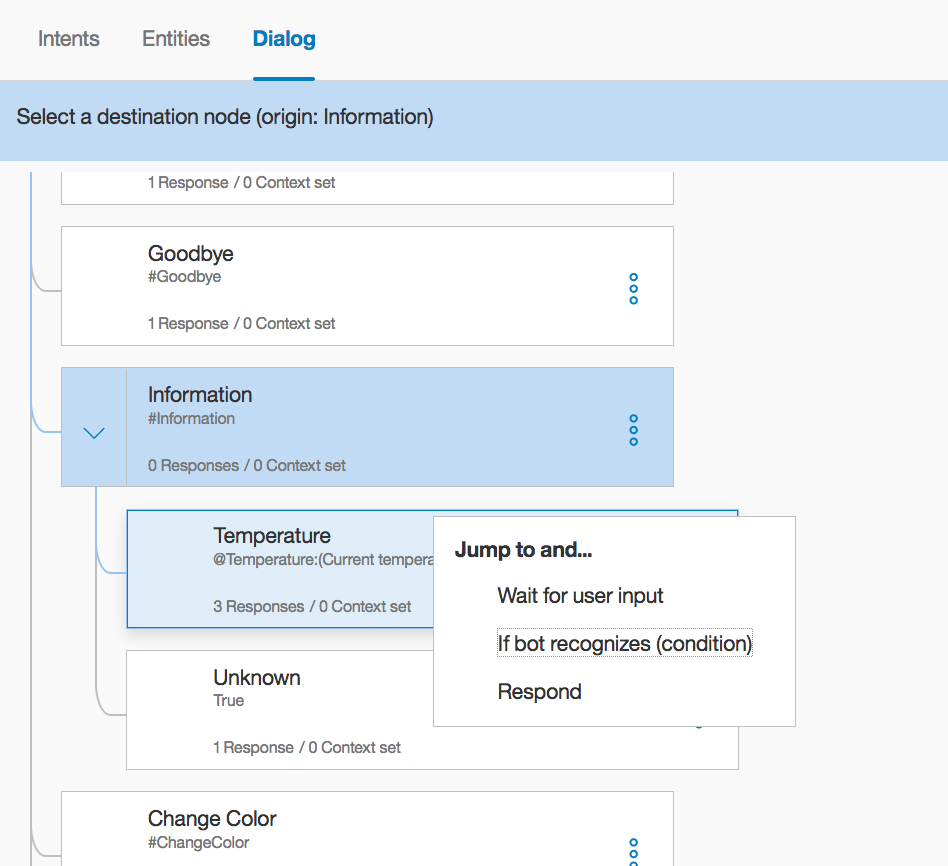 Intents Entities Dialog
Select a destination node (origin: Information)
1 Response / 0 Context set
Goodbye
#Goodbye
1 Response / 0 Context set
Information
#Information
0 Responses / 0 Context set
Temperature
@Temperature:(Current tempera
3 Responses / 0 Context set
Jump to and...
Wait for user input
If bot recognizes (condition)
Respond
Unknown
True
1 Response / 0 Context set
Change Color
#ChangeColor